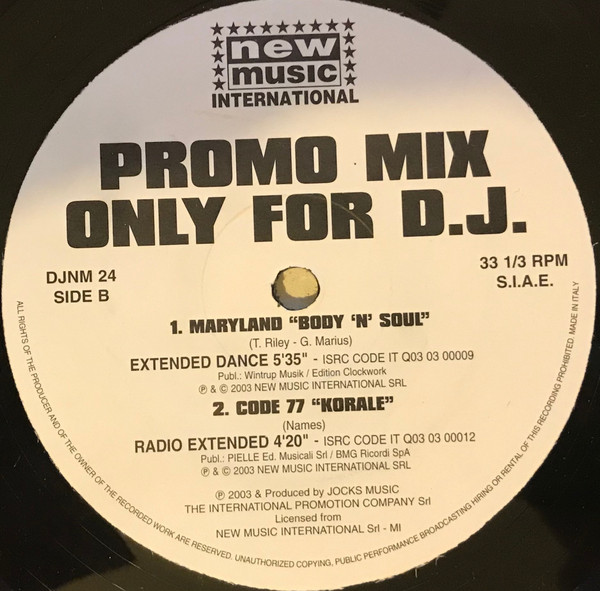 new
music
INTERNATIONAL
PROMO MIX
ONLY FOR D.J.
DJNM 24
SIDE B
33 1/3 RPM
S.I.A.E.
1. MARYLAND "BODY 'N' SOUL"
(T. Riley - G. Marius)
EXTENDED DANCE 5'35" - ISRC CODE IT Q03 03 00009
Publ.: Wintrup Musik / Edition Clockwork
℗ & © 2003 NEW MUSIC INTERNATIONAL SRL
2. CODE 77 "KORALE"
(Names)
RADIO EXTENDED 4'20" - ISRC CODE IT Q03 03 00012
Publ.: PIELLE Ed. Musicali Srl / BMG Ricordi SpA
℗ & © 2003 NEW MUSIC INTERNATIONAL SRL
℗ 2003 & Produced by JOCKS MUSIC
THE INTERNATIONAL PROMOTION COMPANY Srl
Licensed from
NEW MUSIC INTERNATIONAL Srl - MI
ALL RIGHTS OF THE PRODUCER AND OF THE OWNER OF THE RECORDED WORK ARE RESERVED. UNAUTHORIZED COPYING, PUBLIC PERFORMANCE BROADCASTING HIRING OR RENTAL OF THIS RECORDING PROHIBITED. MADE IN ITALY